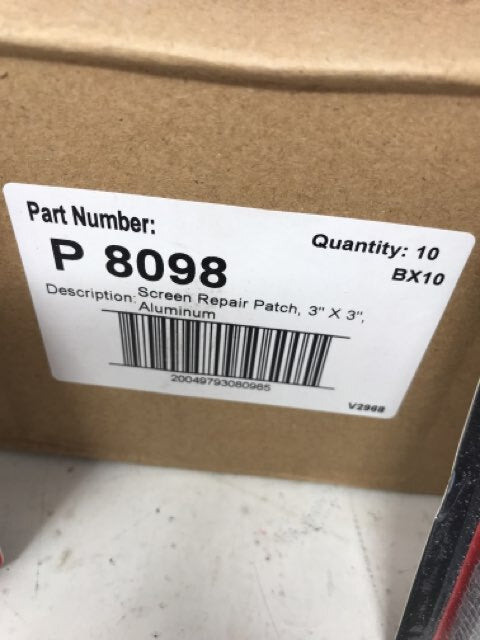 Part Number:
Quantity: 10
P 8098
BX10
Description: Screen Repair Patch, 3" X 3",
Aluminum
20049793080985
V2968